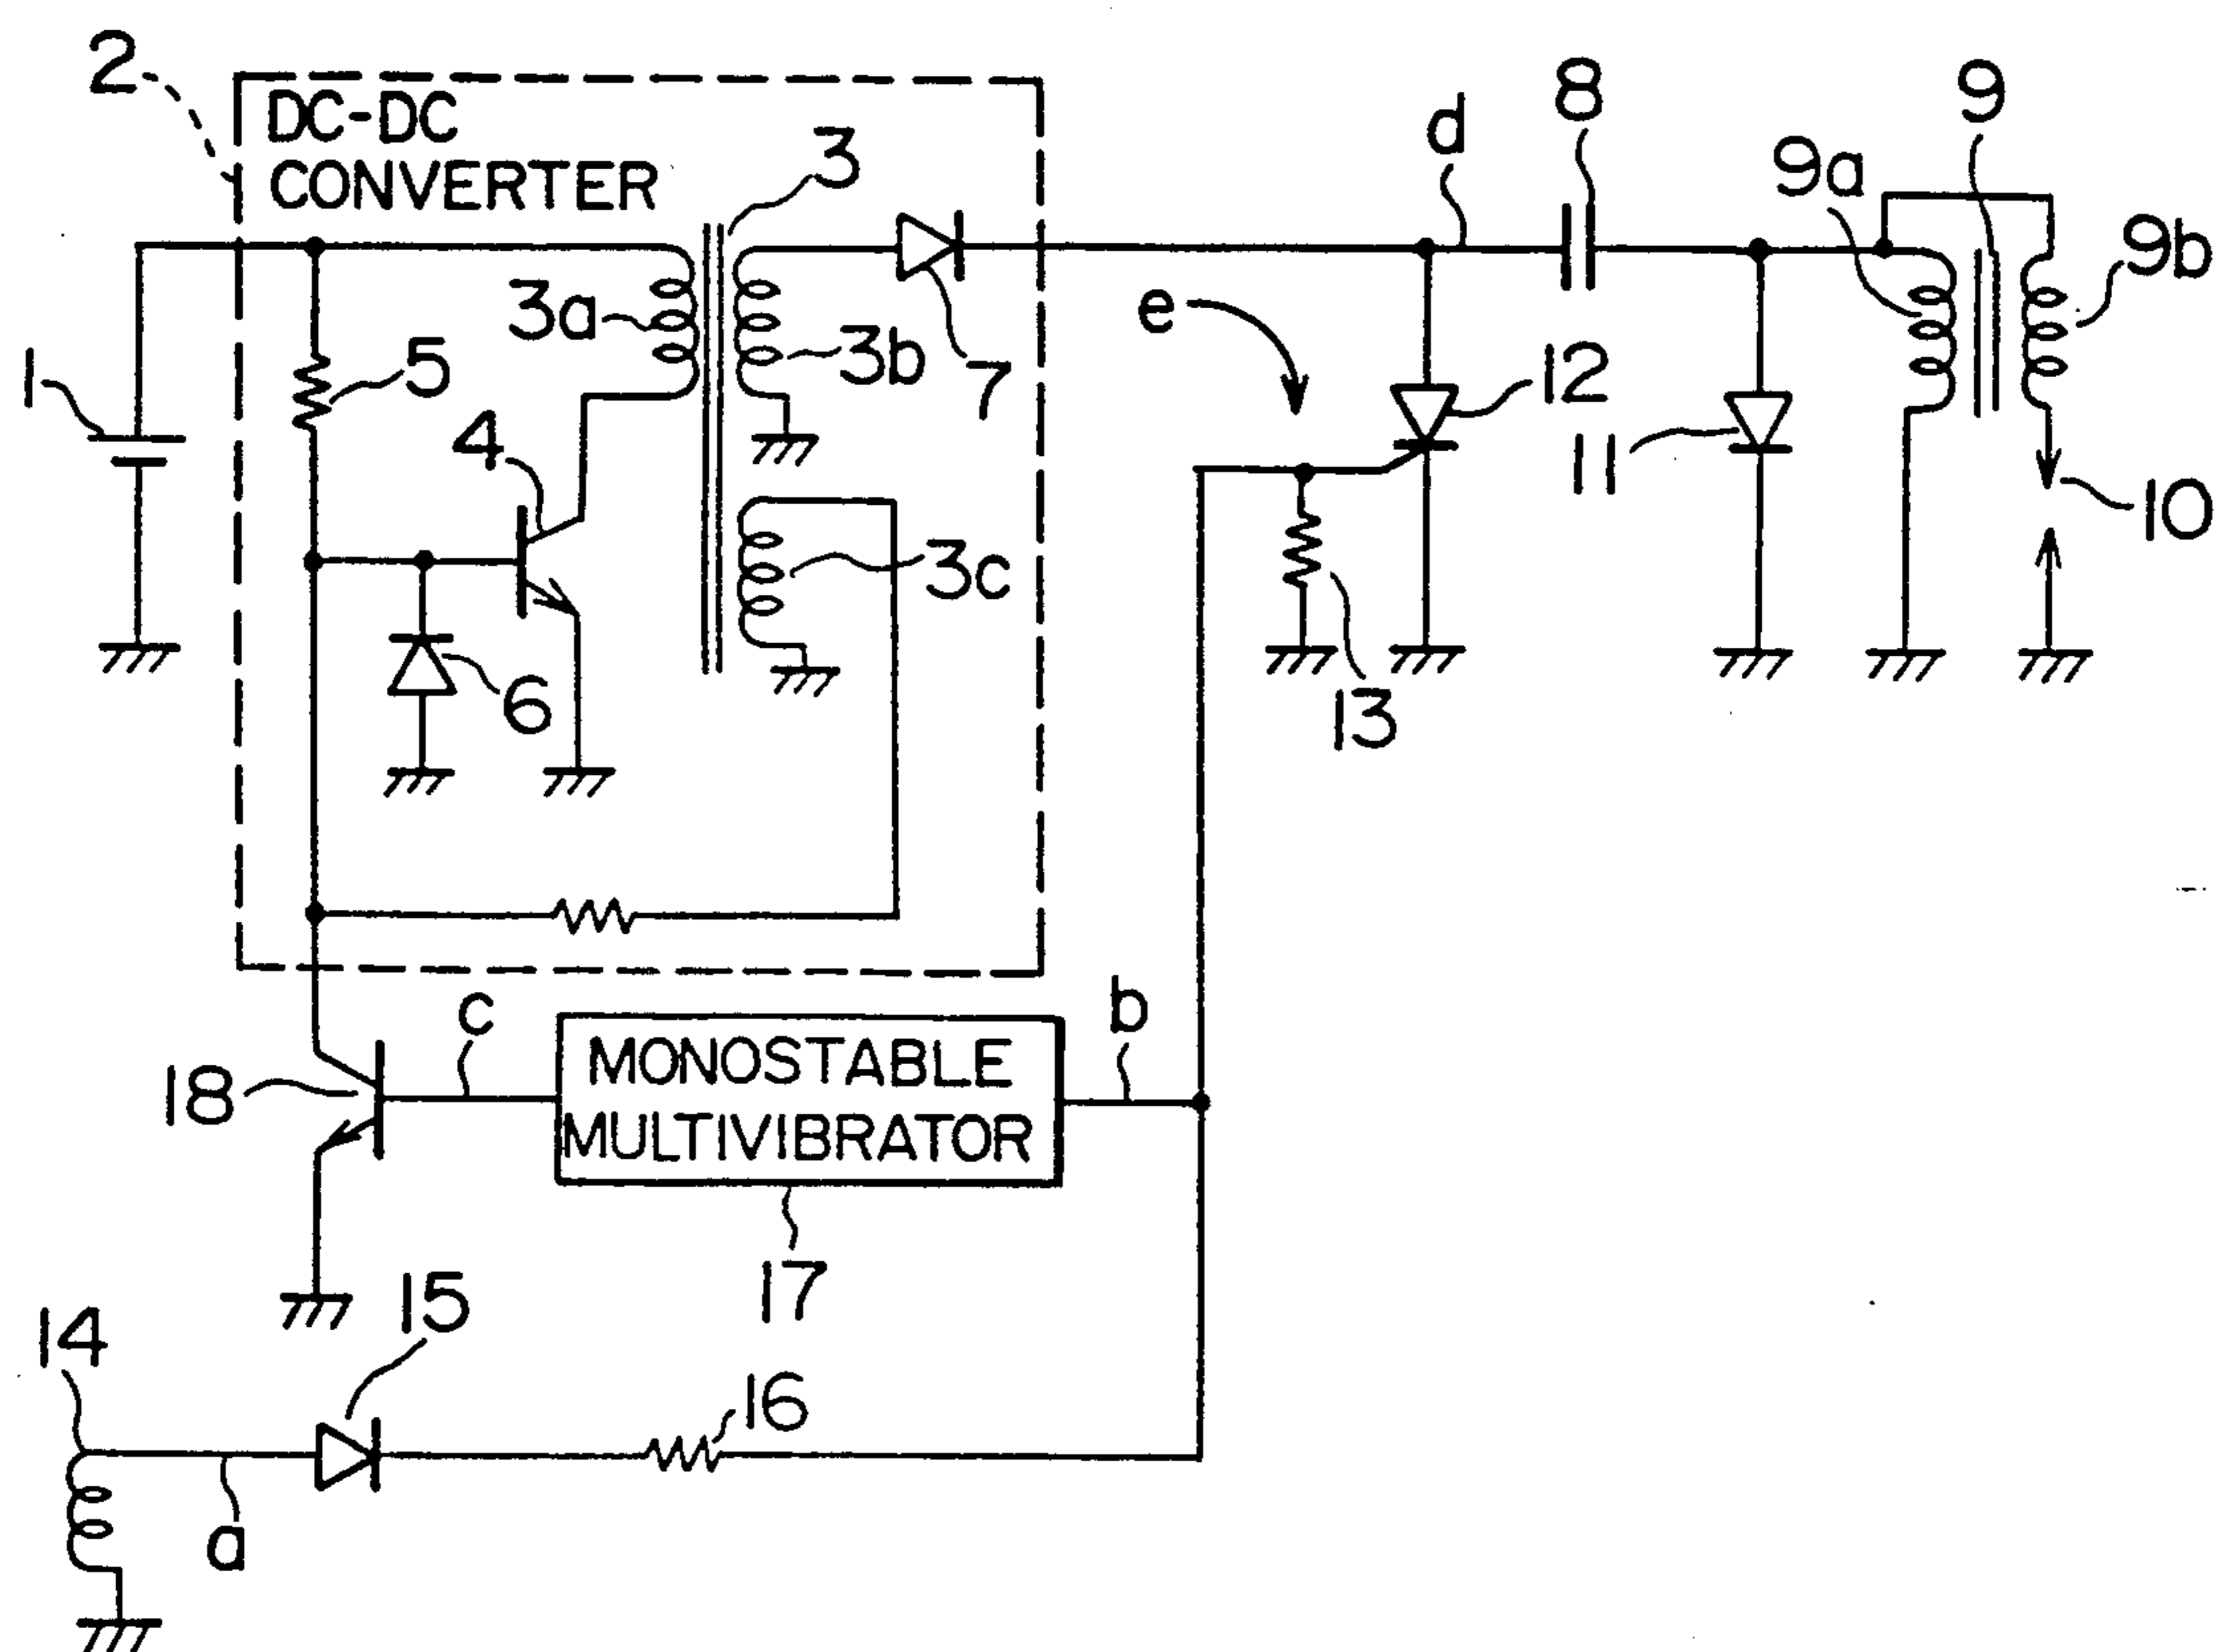 2
DC-DC
CONVERTER
3
d
8
9
9a
9b
1
5
3a
3b
7
e
12
4
11
10
3c
6
13
c
b
18
MONOSTABLE
MULTIVIBRATOR
17
14
15
16
a